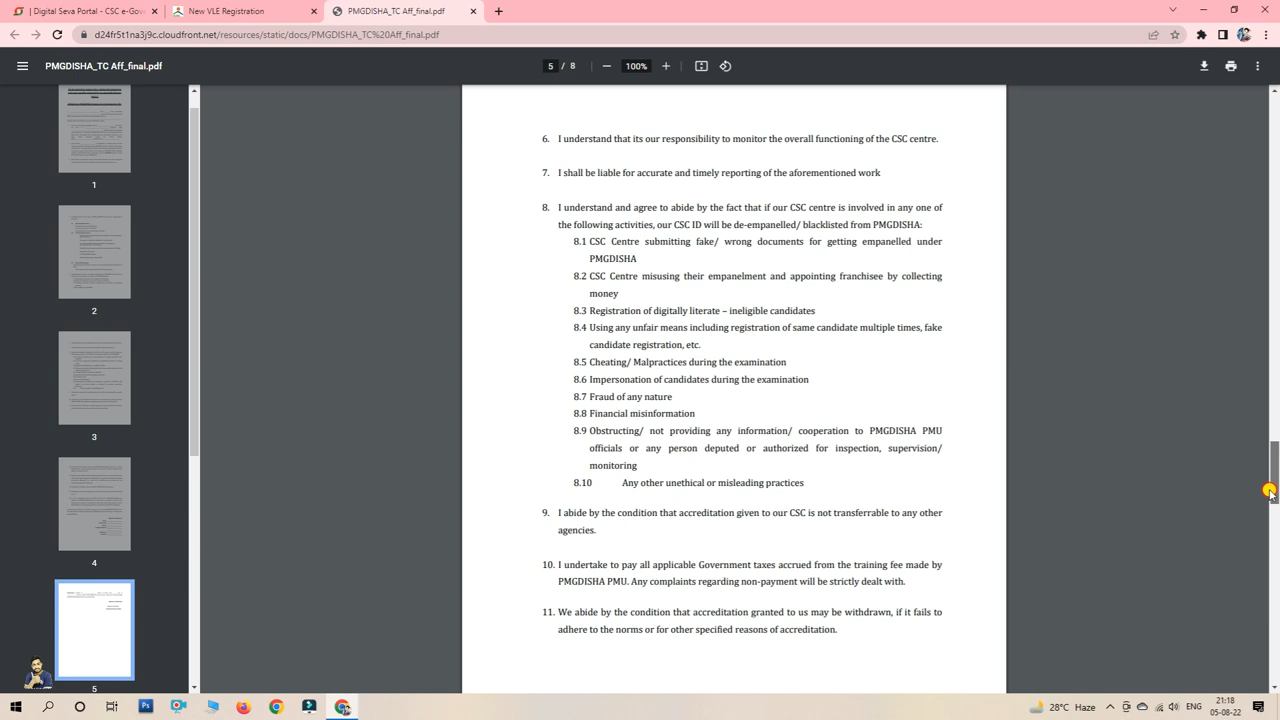 Digital Seva Portal - CSC e-Gov
New VLE Registration
PMGDISHA_TC Aff_final.pdf
d24fr5t1na3j9c.cloudfront.net/resources/static/docs/PMGDISHA_TC%20Aff_final.pdf
PMGDISHA_TC Aff_final.pdf
5 / 8
100%
6. I understand that its our responsibility to monitor the overall functioning of the CSC centre.
7. I shall be liable for accurate and timely reporting of the aforementioned work
8. I understand and agree to abide by the fact that if our CSC centre is involved in any one of
the following activities, our CSC ID will be de-empanelled/ blacklisted from PMGDISHA:
8.1 CSC Centre submitting fake/ wrong documents for getting empanelled under
PMGDISHA
8.2 CSC Centre misusing their empanelment and appointing franchisee by collecting
money
8.3 Registration of digitally literate – ineligible candidates
8.4 Using any unfair means including registration of same candidate multiple times, fake
candidate registration, etc.
8.5 Cheating/ Malpractices during the examination
8.6 Impersonation of candidates during the examination
8.7 Fraud of any nature
8.8 Financial misinformation
8.9 Obstructing/ not providing any information/ cooperation to PMGDISHA PMU
officials or any person deputed or authorized for inspection, supervision/
monitoring
8.10 Any other unethical or misleading practices
9. I abide by the condition that accreditation given to our CSC is not transferrable to any other
agencies.
10. I undertake to pay all applicable Government taxes accrued from the training fee made by
PMGDISHA PMU. Any complaints regarding non-payment will be strictly dealt with.
11. We abide by the condition that accreditation granted to us may be withdrawn, if it fails to
adhere to the norms or for other specified reasons of accreditation.
1
2
3
4
5
28°C Haze
ENG
21:18
05-08-22